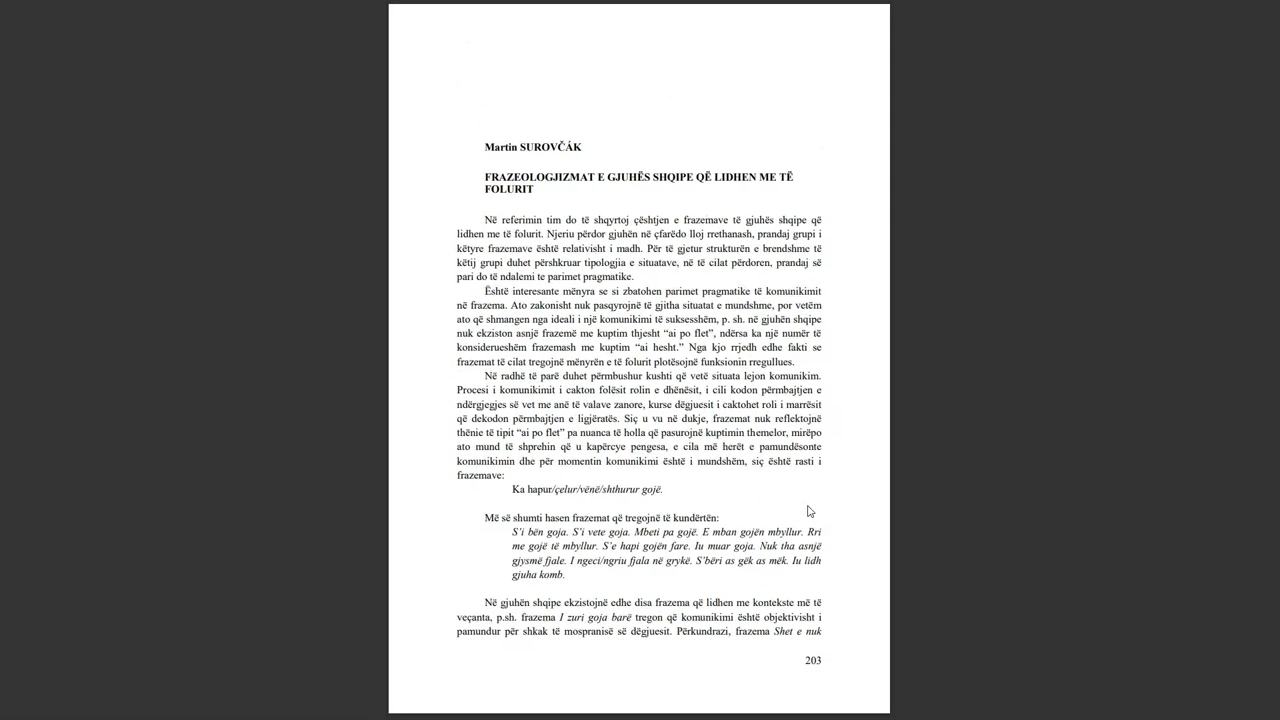 Martin SUROVČÁK
FRAZEOLOGJIZMAT E GJUHËS SHQIPE QË LIDHEN ME TË
FOLURIT
Në referimin tim do të shqyrtoj çështjen e frazemave të gjuhës shqipe që
lidhen me të folurit. Njeriu përdor gjuhën në çfarëdo lloj rrethanash, prandaj grupi i
këtyre frazemave është relativisht i madh. Për të gjetur strukturën e brendshme të
këtij grupi duhet përshkruar tipologjia e situatave, në të cilat përdoren, prandaj së
pari do të ndalemi te parimet pragmatike.
Është interesante mënyra se si zbatohen parimet pragmatike të komunikimit
në frazema. Ato zakonisht nuk pasqyrojnë të gjitha situatat e mundshme, por vetëm
ato që shmangen nga ideali i një komunikimi të suksesshëm, p. sh. në gjuhën shqipe
nuk ekziston asnjë frazemë me kuptim thjesht “ai po flet”, ndërsa ka një numër të
konsiderueshëm frazemash me kuptim “ai hesht.” Nga kjo rrjedh edhe fakti se
frazemat të cilat tregojnë mënyrën e të folurit plotësojnë funksionin rregullues.
Në radhë të parë duhet përmbushur kushti që vetë situata lejon komunikim.
Procesi i komunikimit i cakton folësit rolin e dhënësit, i cili kodon përmbajtjen e
ndërgjegjes së vet me anë të valave zanore, kurse dëgjuesit i caktohet roli i marrësit
që dekodon përmbajtjen e ligjëratës. Siç u vu në dukje, frazemat nuk reflektojnë
thënie të tipit “ai po flet” pa nuanca të holla që pasurojnë kuptimin themelor, mirëpo
ato mund të shprehin që u kapërcye pengesa, e cila më herët e pamundësonte
komunikimin dhe për momentin komunikimi është i mundshëm, siç është rasti i
frazemave:
Ka hapur/çelur/vënë/shthurur gojë.
Më së shumti hasen frazemat që tregojnë të kundërtën:
S’i bën goja. S’i vete goja. Mbeti pa gojë. E mban gojën mbyllur. Rri
me gojë të mbyllur. S’e hapi gojën fare. Iu muar goja. Nuk tha asnjë
gjysmë fjale. I ngeci/ngriu fjala në grykë. S’bëri as gëk as mëk. Iu lidh
gjuha komb.
Në gjuhën shqipe ekzistojnë edhe disa frazema që lidhen me kontekste më të
veçanta, p.sh. frazema I zuri goja barë tregon që komunikimi është objektivisht i
pamundur për shkak të mospranisë së dëgjuesit. Përkundrazi, frazema Shet e nuk
203